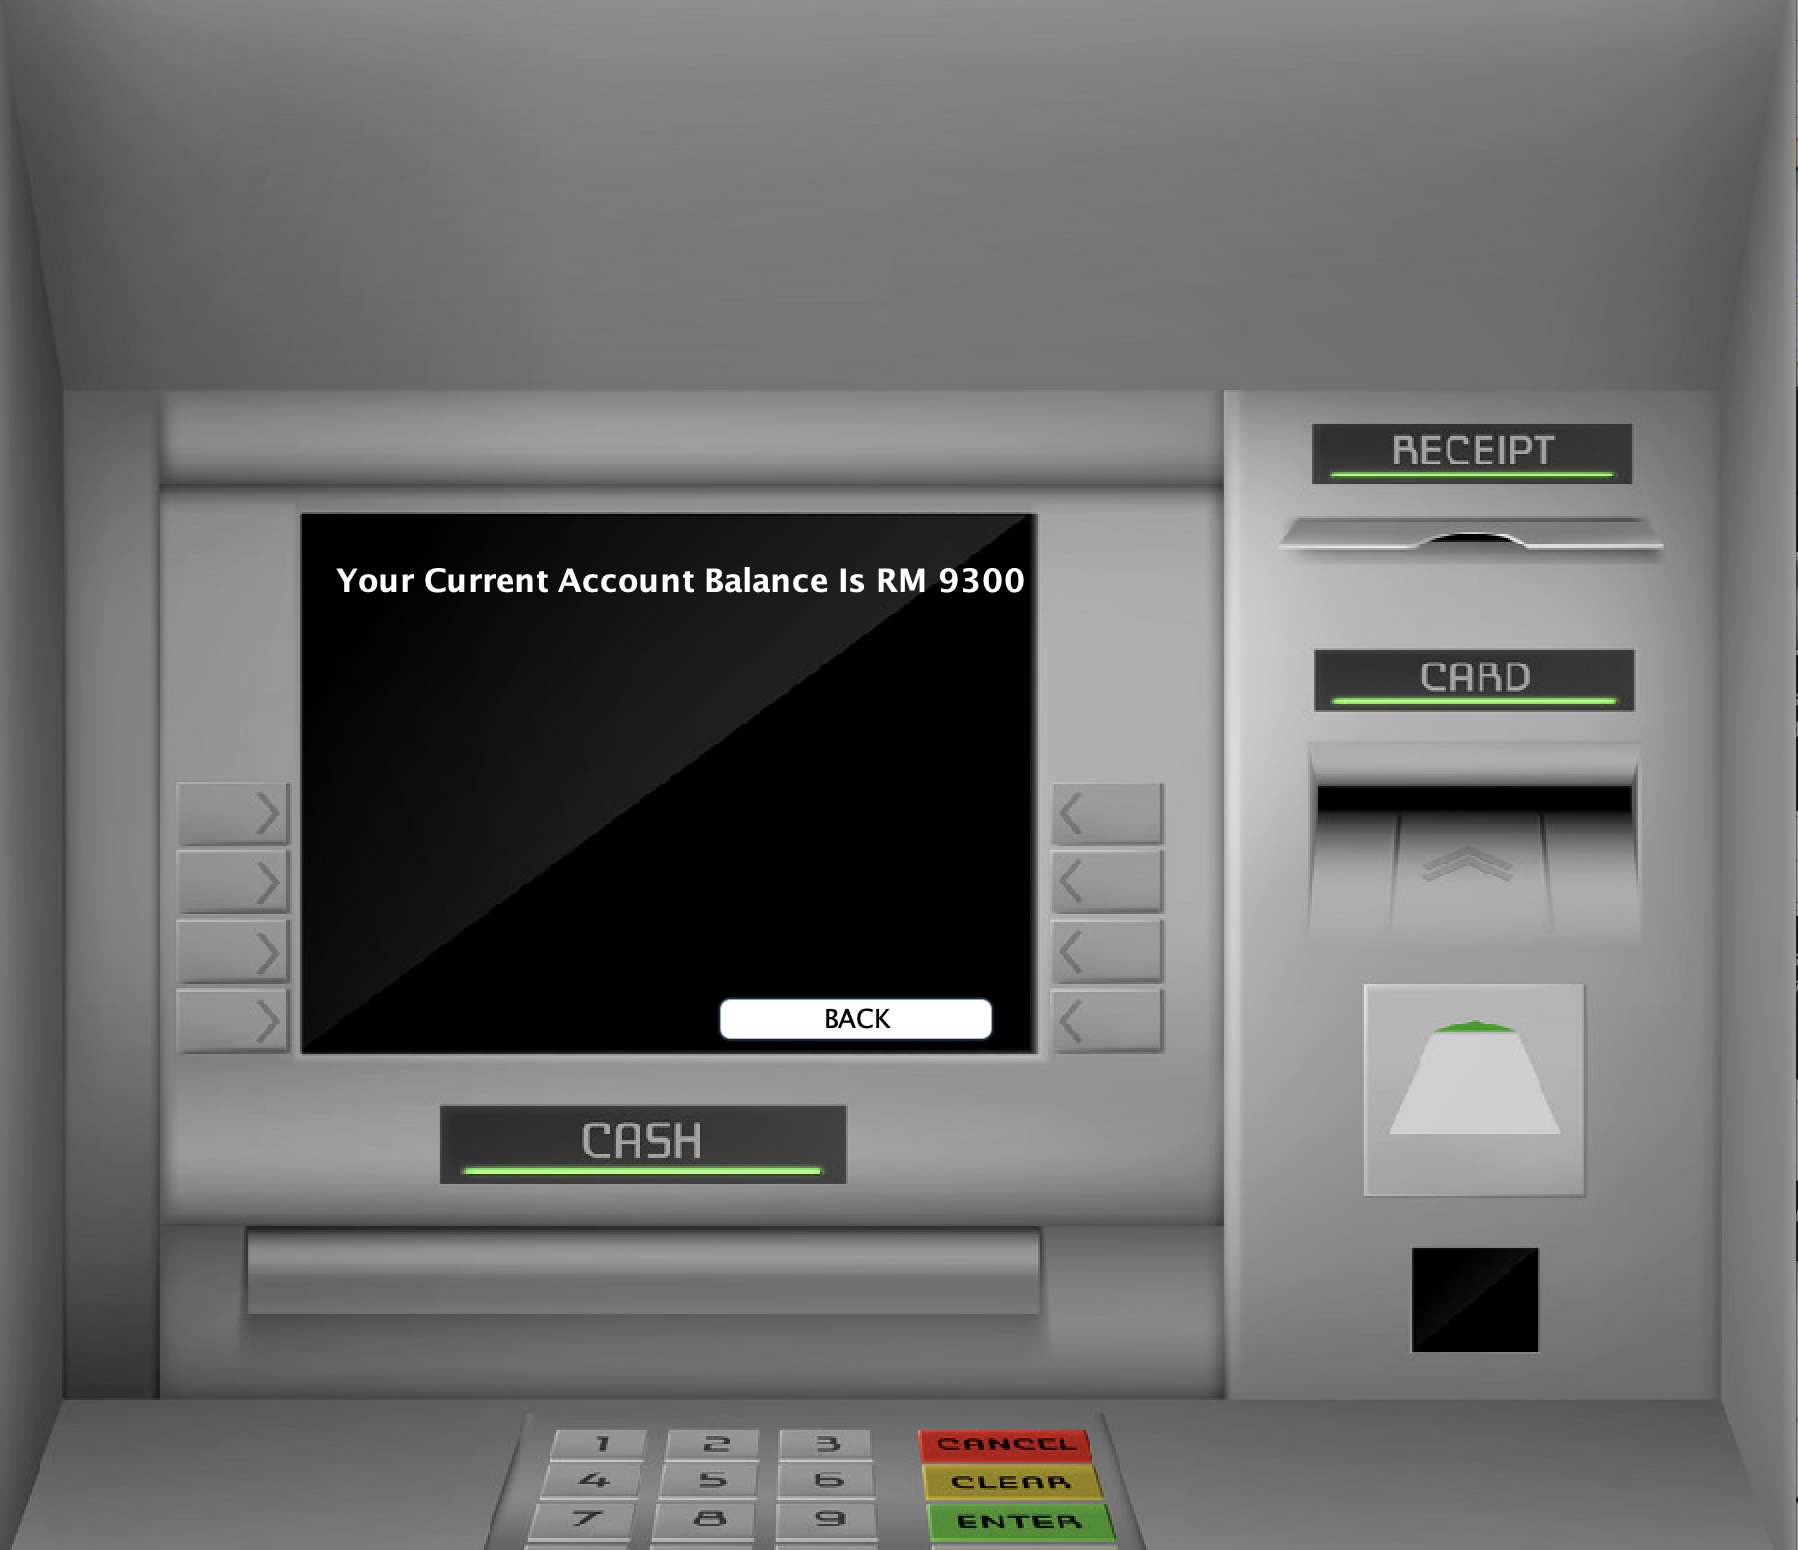 RECEIPT
Your Current Account Balance Is RM 9300
CARD
BACK
CASH
1 2 3 CANCEL
4 5 6 CLEAR
7 8 9 ENTER